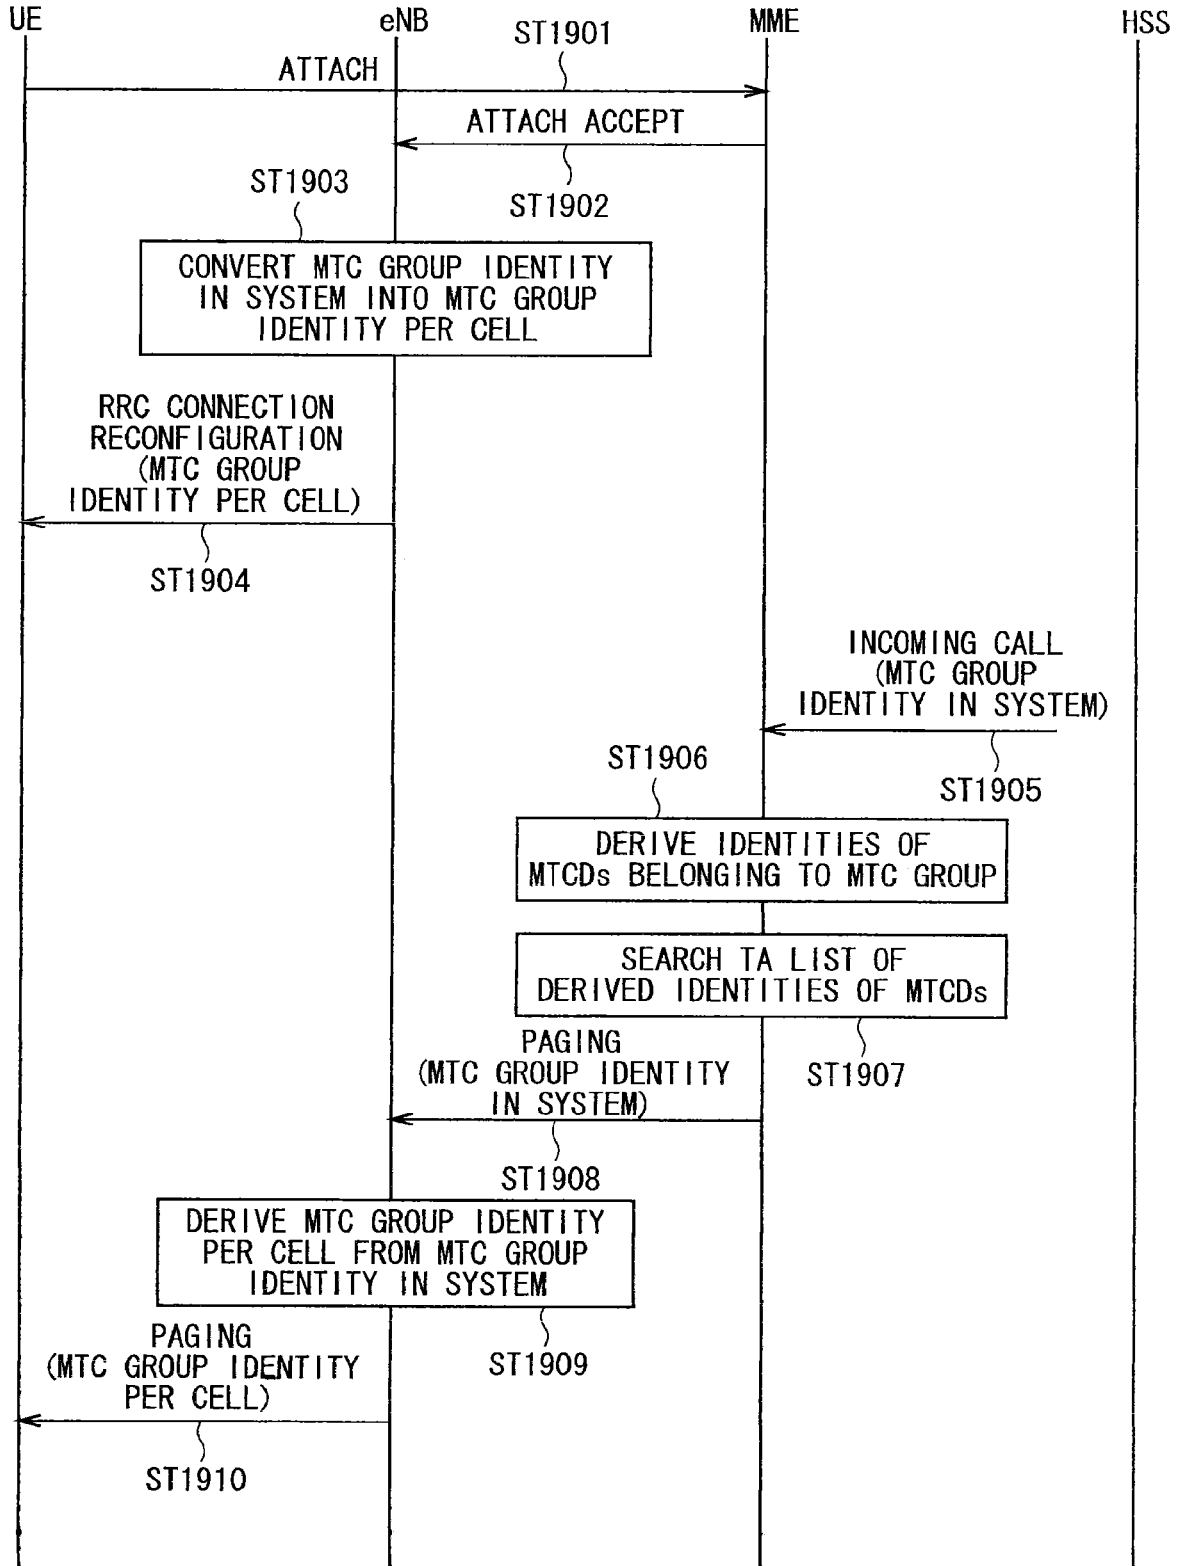 UE
eNB
MME
HSS
ST1901
ATTACH
ATTACH ACCEPT
ST1902
ST1903
CONVERT MTC GROUP IDENTITY
IN SYSTEM INTO MTC GROUP
IDENTITY PER CELL
RRC CONNECTION
RECONFIGURATION
(MTC GROUP
IDENTITY PER CELL)
ST1904
INCOMING CALL
(MTC GROUP
IDENTITY IN SYSTEM)
ST1905
ST1906
DERIVE IDENTITIES OF
MTCDs BELONGING TO MTC GROUP
SEARCH TA LIST OF
DERIVED IDENTITIES OF MTCDs
ST1907
PAGING
(MTC GROUP IDENTITY
IN SYSTEM)
ST1908
DERIVE MTC GROUP IDENTITY
PER CELL FROM MTC GROUP
IDENTITY IN SYSTEM
ST1909
PAGING
(MTC GROUP IDENTITY
PER CELL)
ST1910